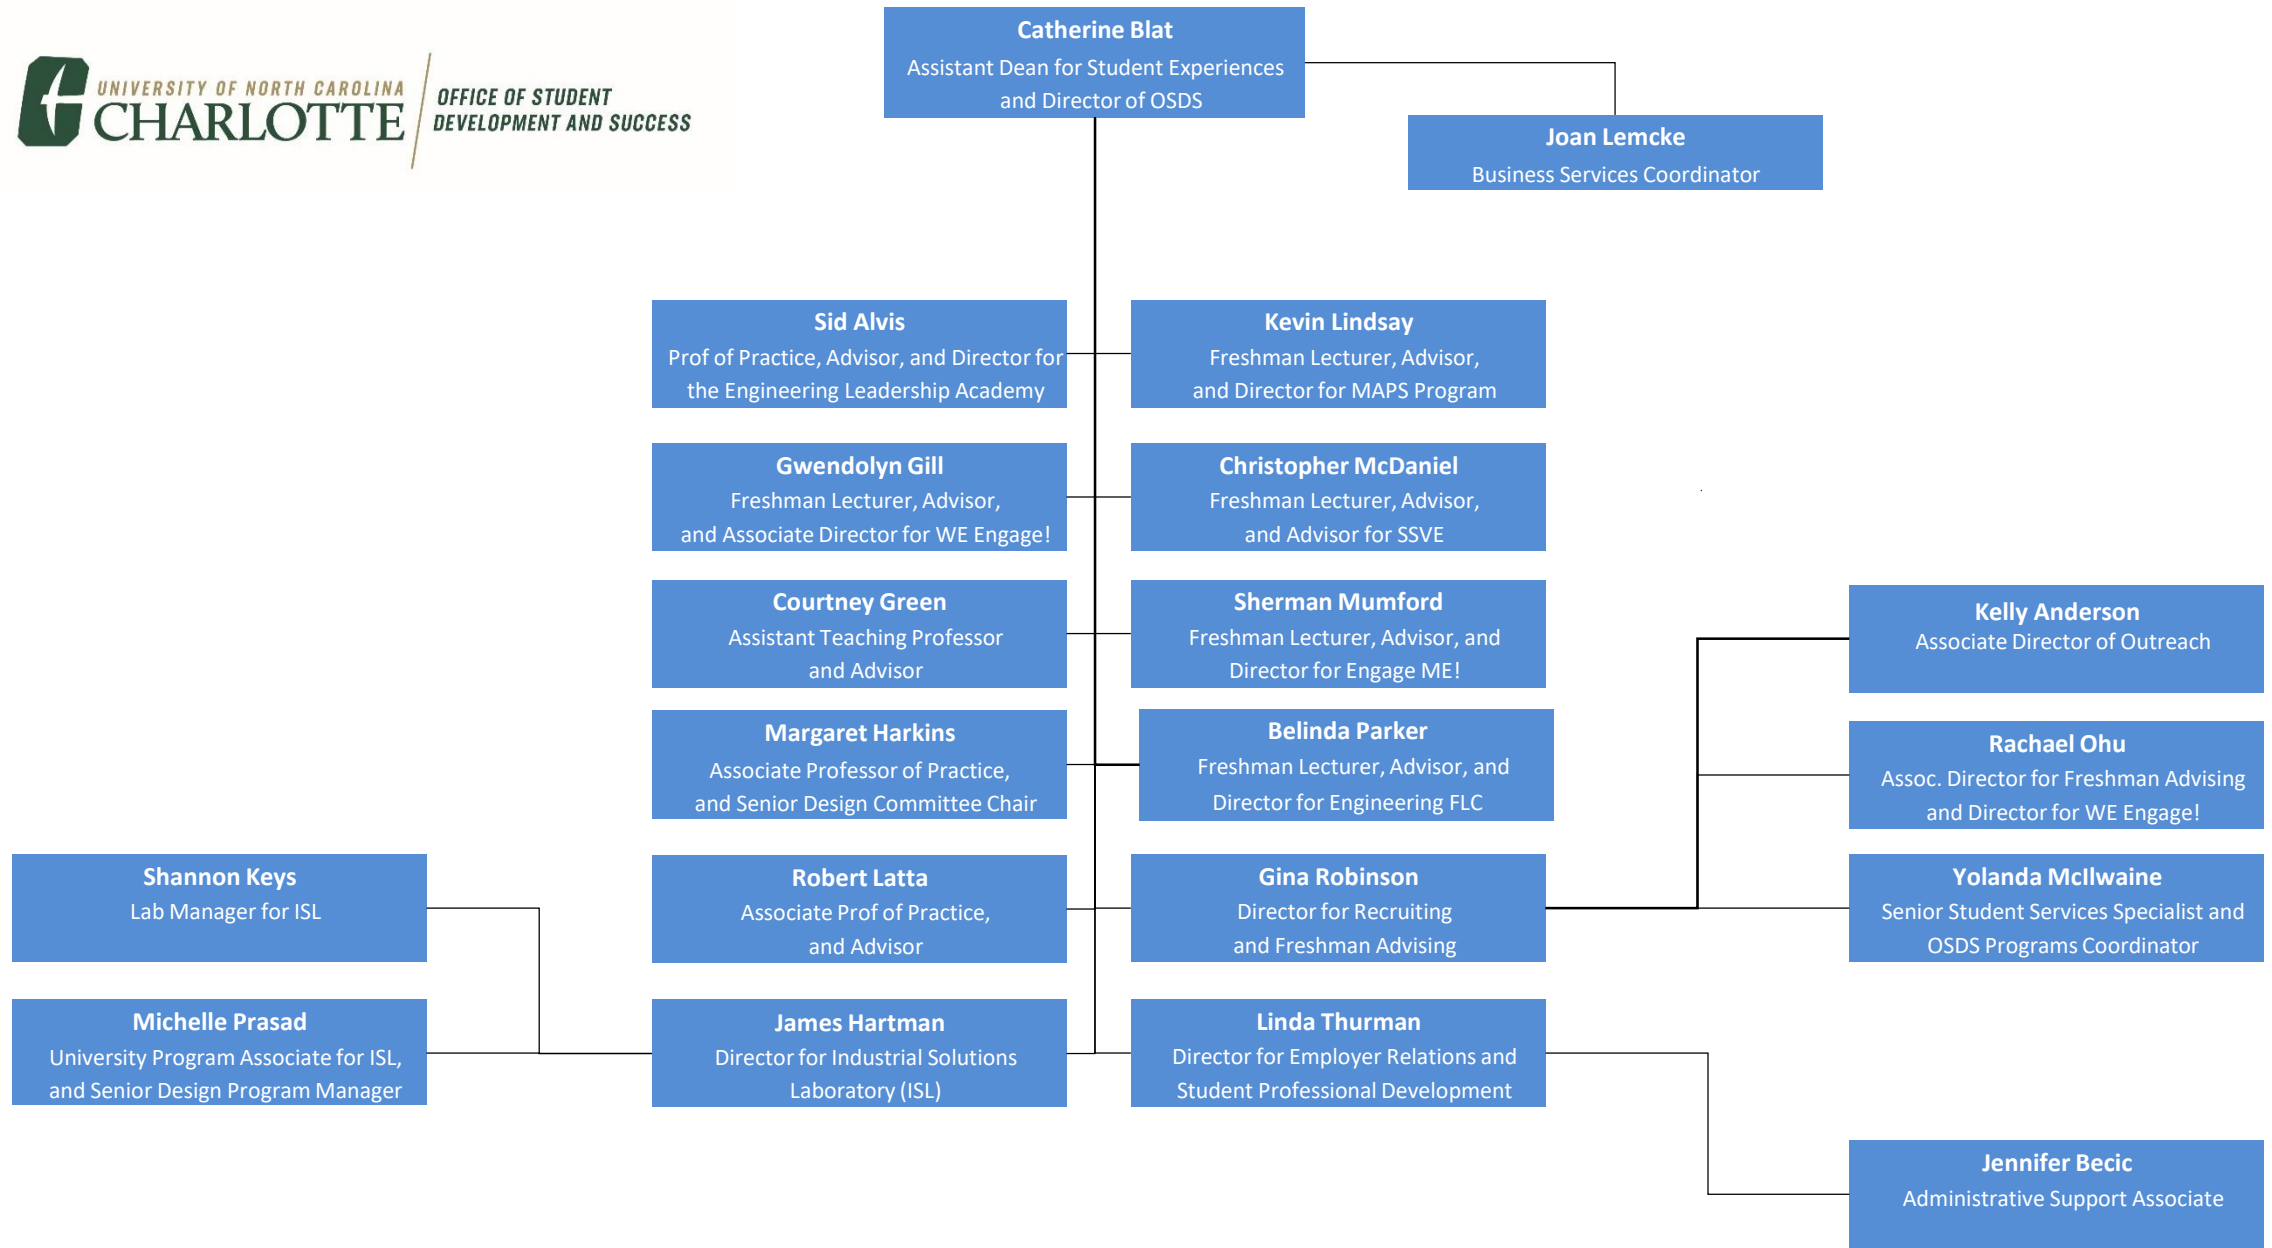 UNIVERSITY OF NORTH CAROLINA
CHARLOTTE
OFFICE OF STUDENT
DEVELOPMENT AND SUCCESS
Catherine Blat
Assistant Dean for Student Experiences
and Director of OSDS
Joan Lemcke
Business Services Coordinator
Sid Alvis
Prof of Practice, Advisor, and Director for
the Engineering Leadership Academy
Kevin Lindsay
Freshman Lecturer, Advisor,
and Director for MAPS Program
Gwendolyn Gill
Freshman Lecturer, Advisor,
and Associate Director for WE Engage!
Christopher McDaniel
Freshman Lecturer, Advisor,
and Advisor for SSVE
Courtney Green
Assistant Teaching Professor
and Advisor
Sherman Mumford
Freshman Lecturer, Advisor, and
Director for Engage ME!
Kelly Anderson
Associate Director of Outreach
Margaret Harkins
Associate Professor of Practice,
and Senior Design Committee Chair
Belinda Parker
Freshman Lecturer, Advisor, and
Director for Engineering FLC
Rachael Ohu
Assoc. Director for Freshman Advising
and Director for WE Engage!
Shannon Keys
Lab Manager for ISL
Robert Latta
Associate Prof of Practice,
and Advisor
Gina Robinson
Director for Recruiting
and Freshman Advising
Yolanda McIlwaine
Senior Student Services Specialist and
OSDS Programs Coordinator
Michelle Prasad
University Program Associate for ISL,
and Senior Design Program Manager
James Hartman
Director for Industrial Solutions
Laboratory (ISL)
Linda Thurman
Director for Employer Relations and
Student Professional Development
Jennifer Becic
Administrative Support Associate